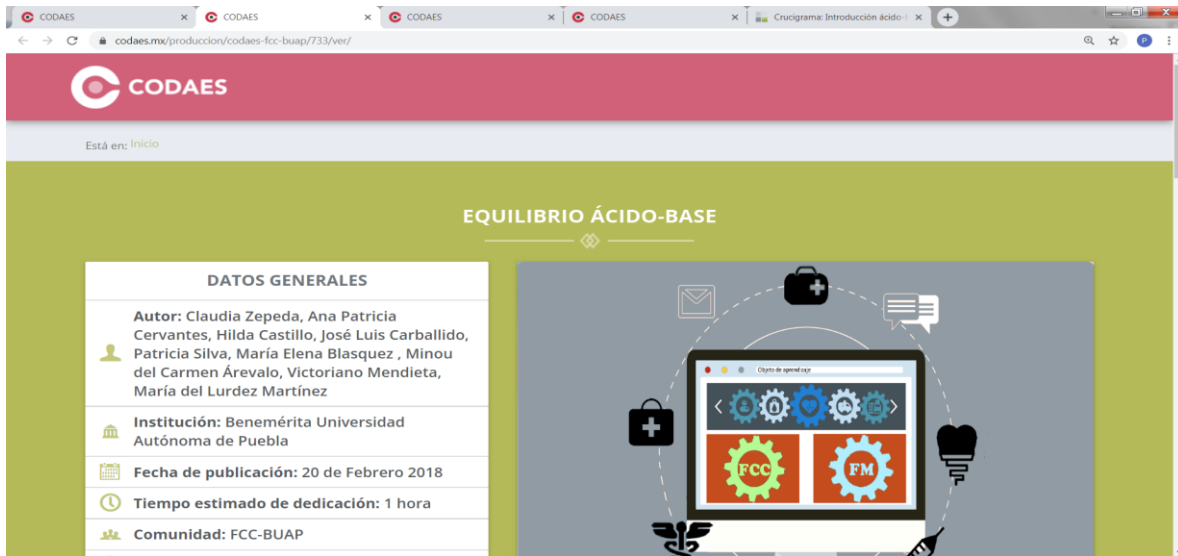 CODAES
CODAES
CODAES
CODAES
Crucigrama: Introducción ácido-
codaes.mx/produccion/codaes-fcc-buap/733/ver/
P
CODAES
Está en: Inicio
EQUILIBRIO ÁCIDO-BASE
DATOS GENERALES
Autor: Claudia Zepeda, Ana Patricia
Cervantes, Hilda Castillo, José Luis Carballido,
Patricia Silva, María Elena Blasquez , Minou
del Carmen Árevalo, Victoriano Mendieta,
María del Lurdez Martínez
Institución: Benemérita Universidad
Autónoma de Puebla
Fecha de publicación: 20 de Febrero 2018
Tiempo estimado de dedicación: 1 hora
Comunidad: FCC-BUAP
Objeto de aprendizaje
FCC
FM